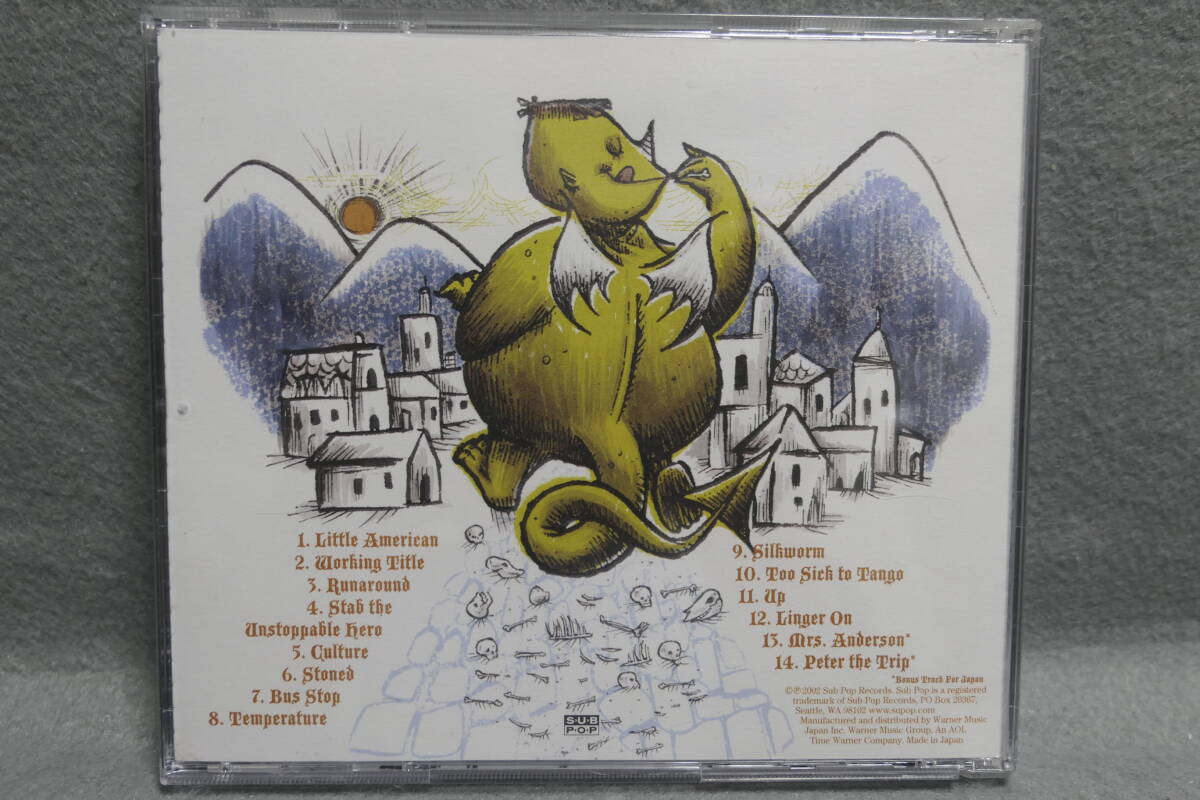 1. Little American
2. Working Title
3. Runaround
4. Stab the
Unstoppable Hero
5. Culture
6. Stoned
7. Bus Stop
8. Temperature
9. Silkworm
10. Too Sick to Tango
11. Up
12. Linger On
13. Mrs. Anderson*
14. Peter the Trip*
*Bonus Track For Japan
©℗2002 Sub Pop Records. Sub Pop is a registered
trademark of Sub Pop Records, PO Box 20367,
Seattle, WA 98102 www.supop.com
Manufactured and distributed by Warner Music
Japan Inc. Warner Music Group, An AOL
Time Warner Company. Made in Japan
SUB
POP